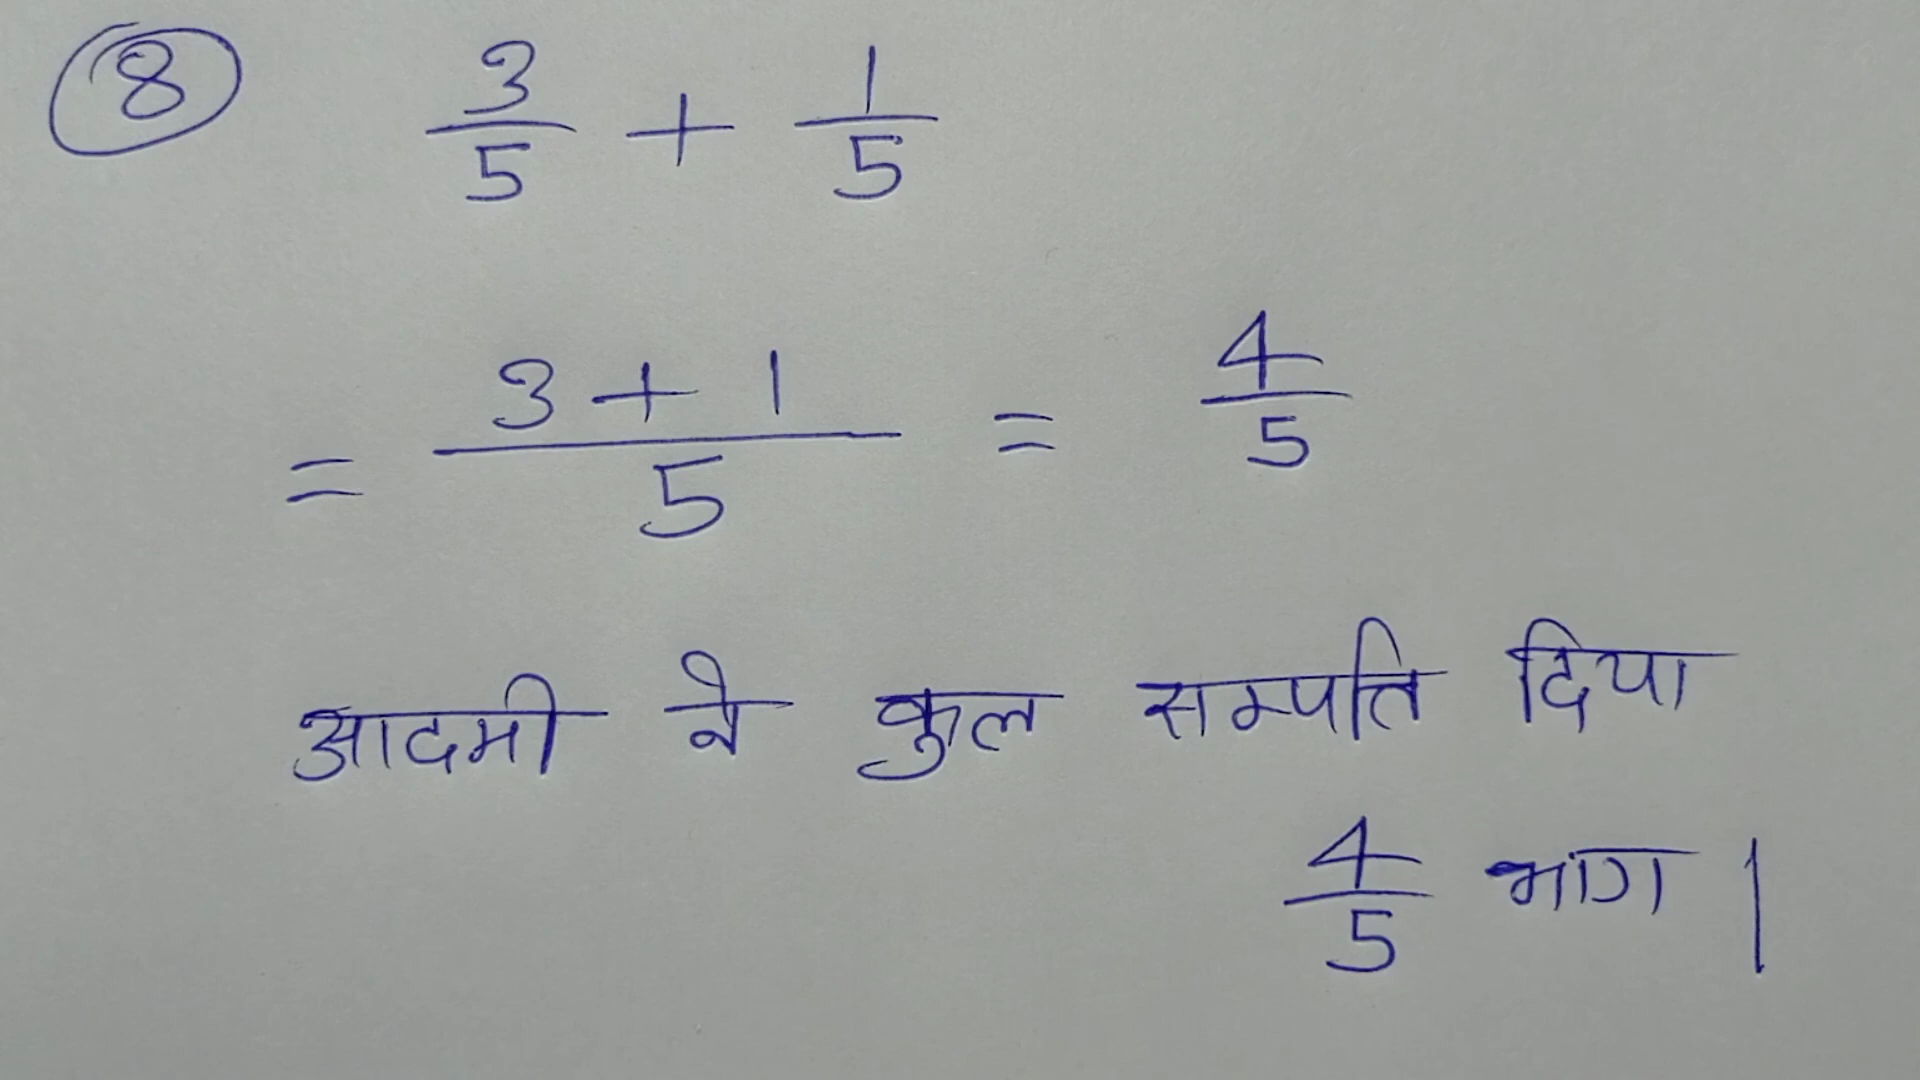 8 3/5 + 1/5
= (3 + 1)/5 = 4/5
आदमी ने कुल सम्पत्ति दिया
4/5 भाग।